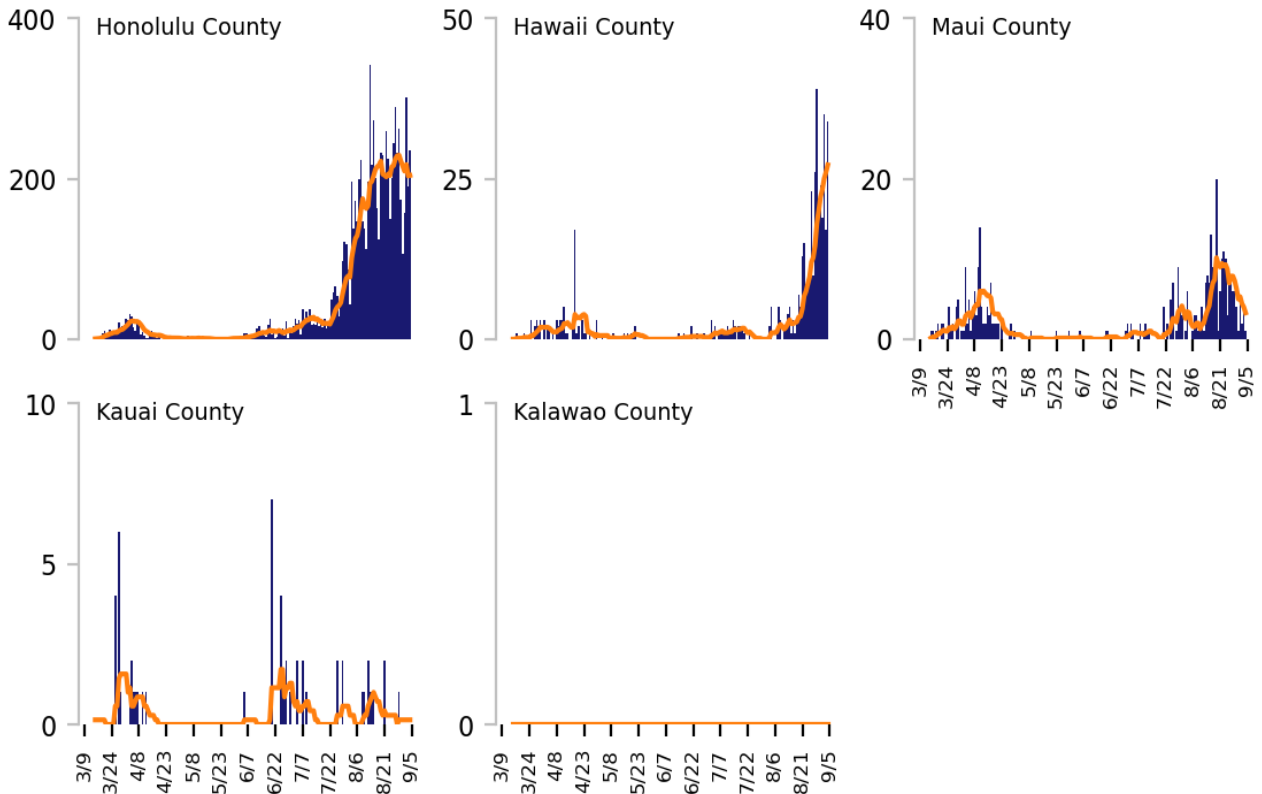 Honolulu County
400
200
0
Hawaii County
50
25
0
Maui County
40
20
0
3/9 3/24 4/8 4/23 5/8 5/23 6/7 6/22 7/7 7/22 8/6 8/21 9/5
Kauai County
10
5
0
3/9 3/24 4/8 4/23 5/8 5/23 6/7 6/22 7/7 7/22 8/6 8/21 9/5
Kalawao County
1
0
3/9 3/24 4/8 4/23 5/8 5/23 6/7 6/22 7/7 7/22 8/6 8/21 9/5